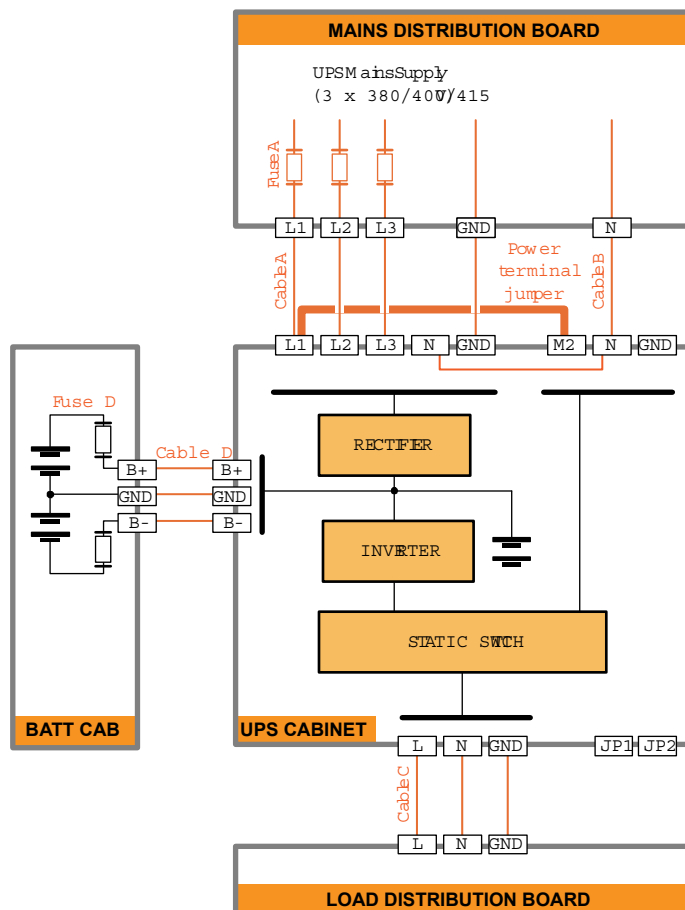 MAINS DISTRIBUTION BOARD
UPS Mains Supply
(3 x 380/400/415V)
Fuse A
L1 L2 L3 GND N
Cable A
Power
terminal
jumper
Cable B
L1 L2 L3 N GND M2 N GND
Fuse D
RECTIFIER
Cable D
B+ B+
GND GND
B- B-
INVERTER
STATIC SWITCH
BATT CAB
UPS CABINET
L N GND JP1 JP2
Cable C
L N GND
LOAD DISTRIBUTION BOARD